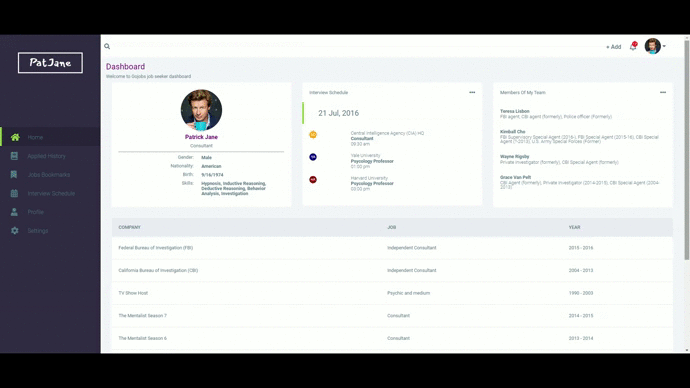 PatJane
+ Add
Home
Applied History
Jobs Bookmarks
Interview Schedule
Profile
Settings
Dashboard
Welcome to Gojobs job seeker dashboard
Patrick Jane
Consultant
Gender: Male
Nationality: American
Birth: 9/16/1974
Skills: Hypnosis, Inductive Reasoning,
Deductive Reasoning, Behavior
Analysis, Investigation
Interview Schedule
21 Jul, 2016
Central Intelligence Agency (CIA) HQ
Consultant
09:30 am
Yale University
Psycology Professor
01:00 pm
Harvard University
Psycology Professor
03:00 pm
Members Of My Team
Teresa Lisbon
FBI agent, CBI agent (formerly), Police officer (Formerly)
Kimball Cho
FBI Supervisory Special Agent (2016-), FBI Special Agent (2015-16), CBI Special
Agent (?-2013), U.S. Army Special Forces (Former)
Wayne Rigsby
Private Investigator (formerly), CBI Special Agent (formerly)
Grace Van Pelt
CBI Agent (formerly), Private Investigator (2014-2015), CBI Special Agent (2004-
2013)
COMPANY JOB YEAR
Federal Bureau of Investigation (FBI) Independent Consultant 2015 - 2016
California Bureau of Investigation (CBI) Independent Consultant 2004 - 2013
TV Show Host Psychic and medium 1990 - 2003
The Mentalist Season 7 Consultant 2014 - 2015
The Mentalist Season 6 Consultant 2013 - 2014